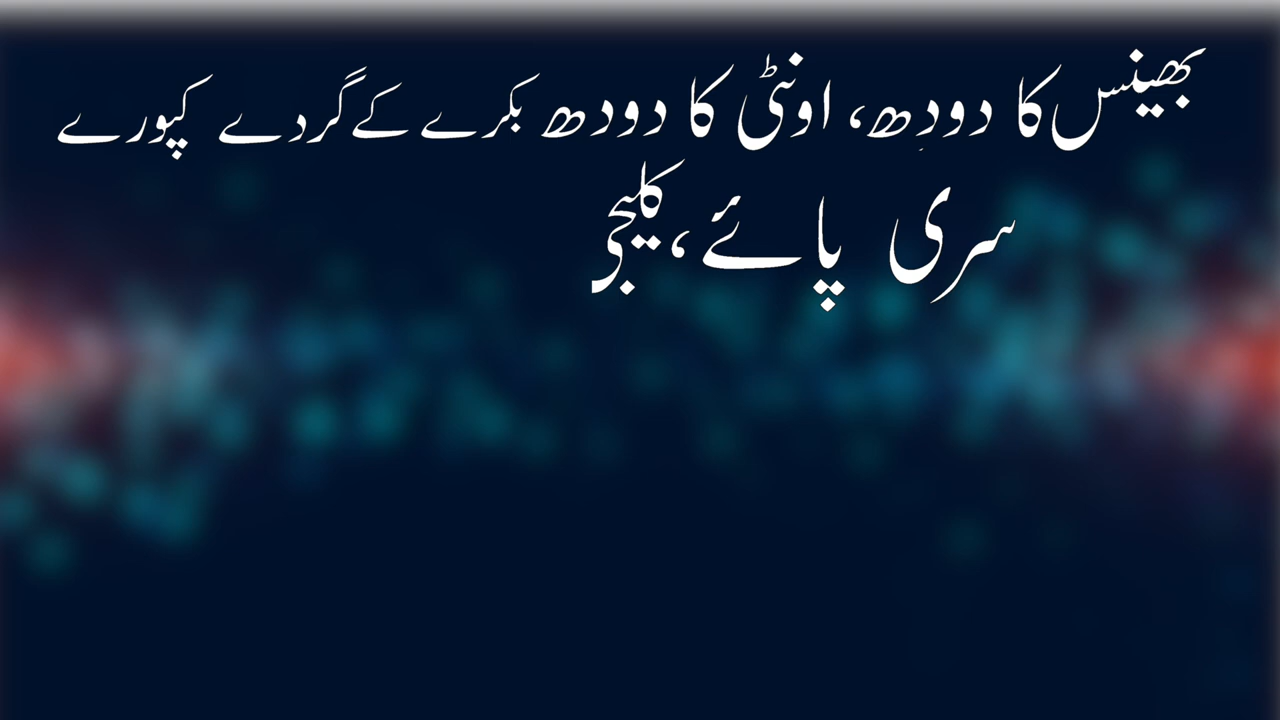 بھینس کا دودھ، اونٹی کا دودھ بکرے کے گردے کپورے
سری پائے، کلیجی